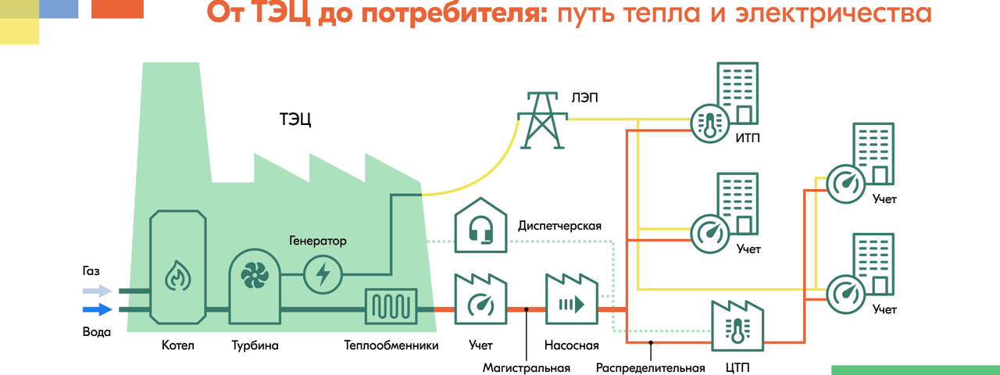 От ТЭЦ до потребителя: путь тепла и электричества
ЛЭП
ТЭЦ
ИТП
Учет
Диспетчерская
Генератор
Учет
Газ
Учет
Вода
Котел
Турбина
Теплообменники
Учет
Насосная
Магистральная
Распределительная
ЦТП